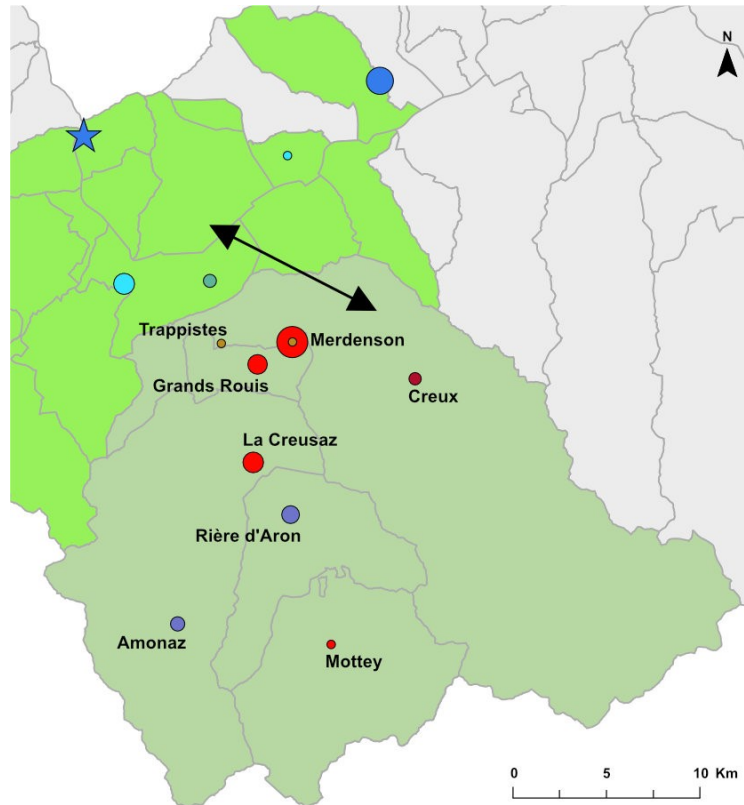 N
Trappistes
Merdenson
Grands Rouis
Creux
La Creusaz
Rière d'Aron
Amonaz
Mottey
0 5 10 Km